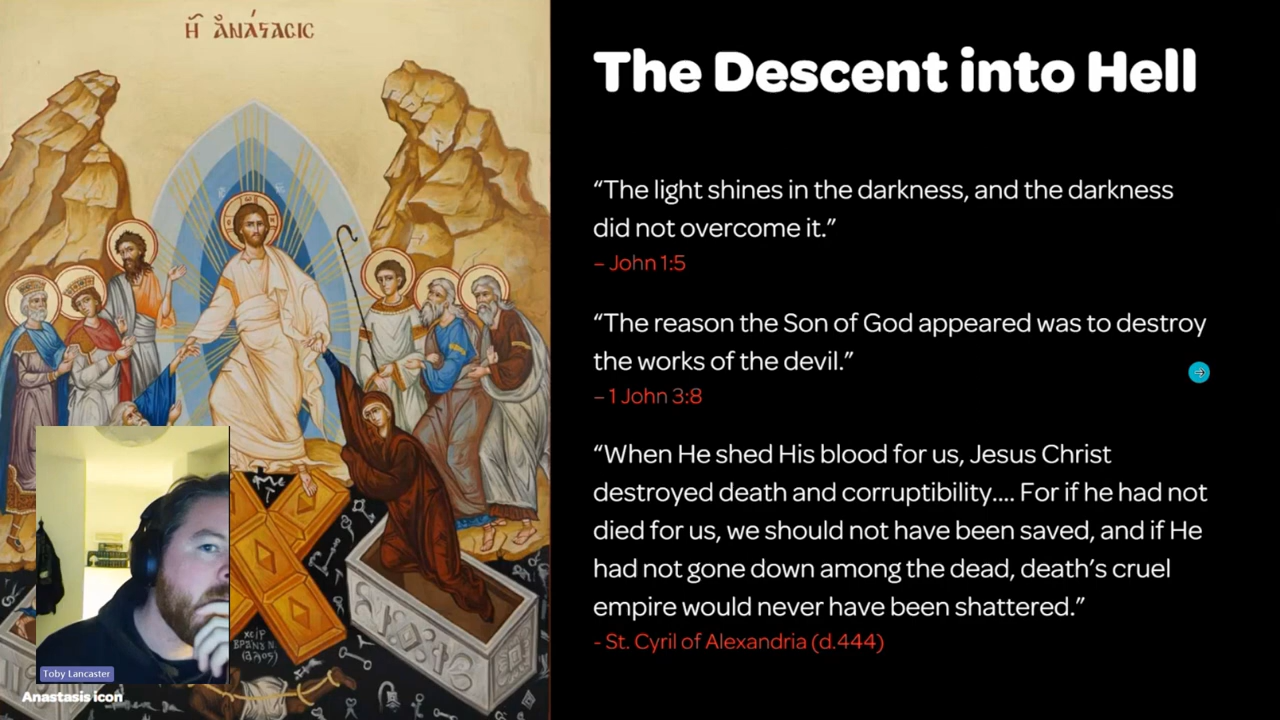 Ἡ ἈΝΆϚΑϹΙϹ
The Descent into Hell
“The light shines in the darkness, and the darkness
did not overcome it.”
– John 1:5
“The reason the Son of God appeared was to destroy
the works of the devil.”
– 1 John 3:8
“When He shed His blood for us, Jesus Christ
destroyed death and corruptibility.... For if he had not
died for us, we should not have been saved, and if He
had not gone down among the dead, death’s cruel
empire would never have been shattered.”
- St. Cyril of Alexandria (d.444)
Toby Lancaster
Anastasis icon